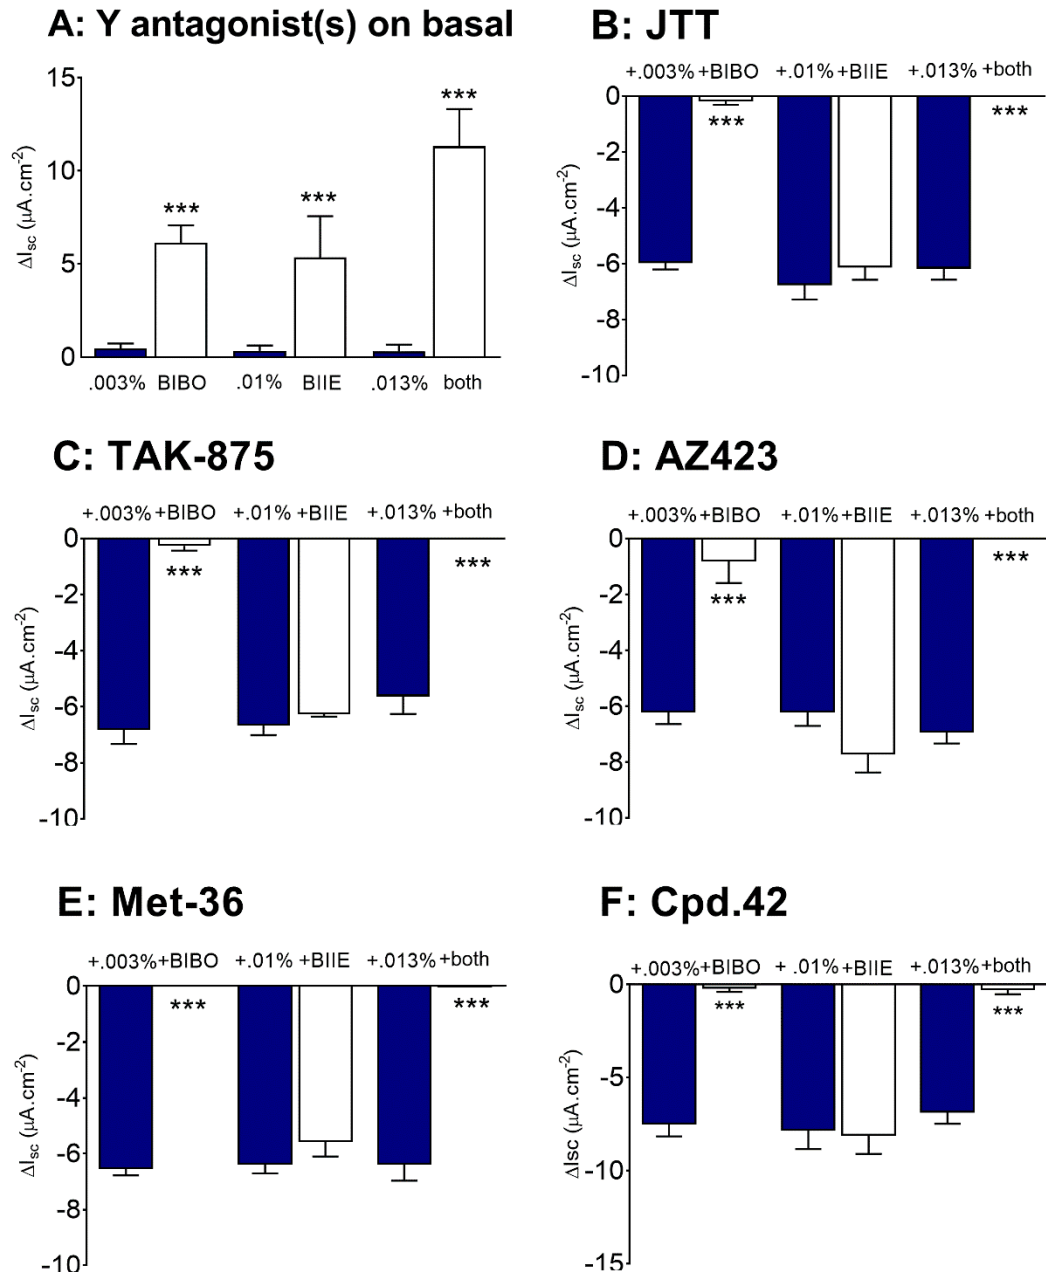 A: Y antagonist(s) on basal
15
10
5
0
ΔIsc (μA.cm-2)
***
***
***
.003% BIBO .01% BIIE .013% both
B: JTT
+.003% +BIBO +.01% +BIIE +.013% +both
0
-2
-4
-6
-8
-10
ΔIsc (μA.cm-2)
***
***
C: TAK-875
+.003% +BIBO +.01% +BIIE +.013% +both
0
-2
-4
-6
-8
-10
ΔIsc (μA.cm-2)
***
***
D: AZ423
+.003% +BIBO +.01% +BIIE +.013% +both
0
-2
-4
-6
-8
-10
ΔIsc (μA.cm-2)
***
***
E: Met-36
+.003% +BIBO +.01% +BIIE +.013% +both
0
-2
-4
-6
-8
-10
ΔIsc (μA.cm-2)
***
***
F: Cpd.42
+.003% +BIBO + .01% +BIIE +.013% +both
0
-5
-10
-15
ΔIsc (μA.cm-2)
***
***